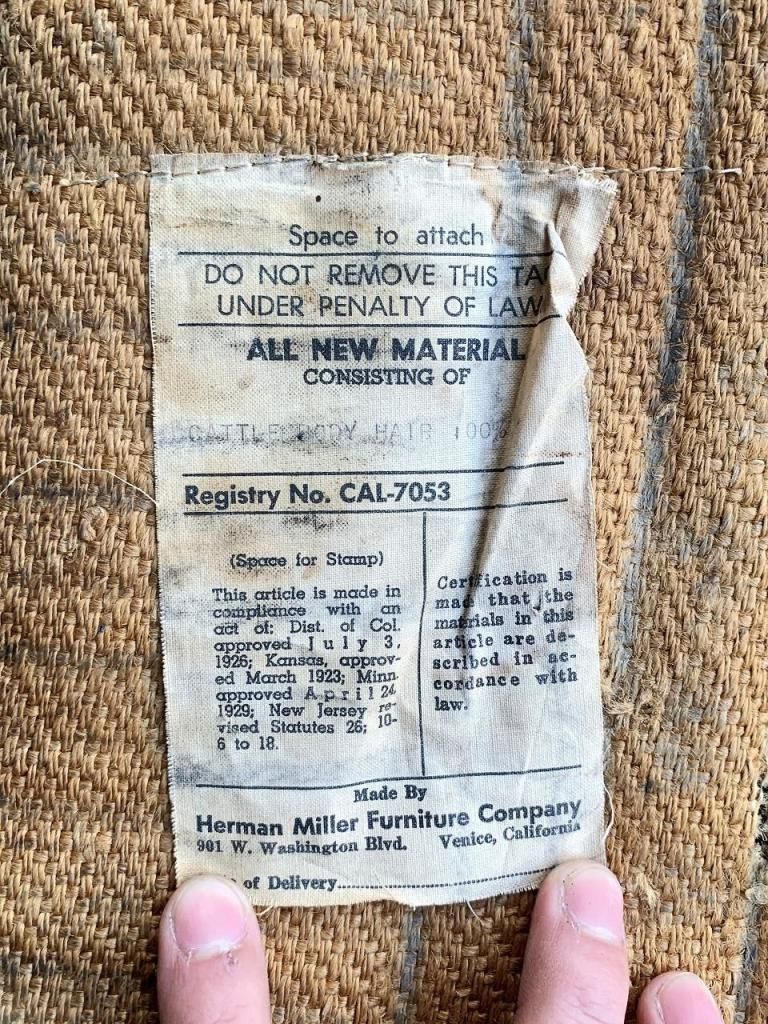 Space to attach
DO NOT REMOVE THIS TA
UNDER PENALTY OF LAW
ALL NEW MATERIAL
CONSISTING OF
CATTLE BODY HAIR 100%
Registry No. CAL-7053
(Space for Stamp)
This article is made in
compliance with an
act of: Dist. of Col.
approved July 3,
1926; Kansas, approv-
ed March 1923; Minn.
approved April 24
1929; New Jersey re-
vised Statutes 26; 10-
6 to 18.
Certification is
made that the
materials in this
article are de-
scribed in ac-
cordance with
law.
Made By
Herman Miller Furniture Company
901 W. Washington Blvd. Venice, California
of Delivery